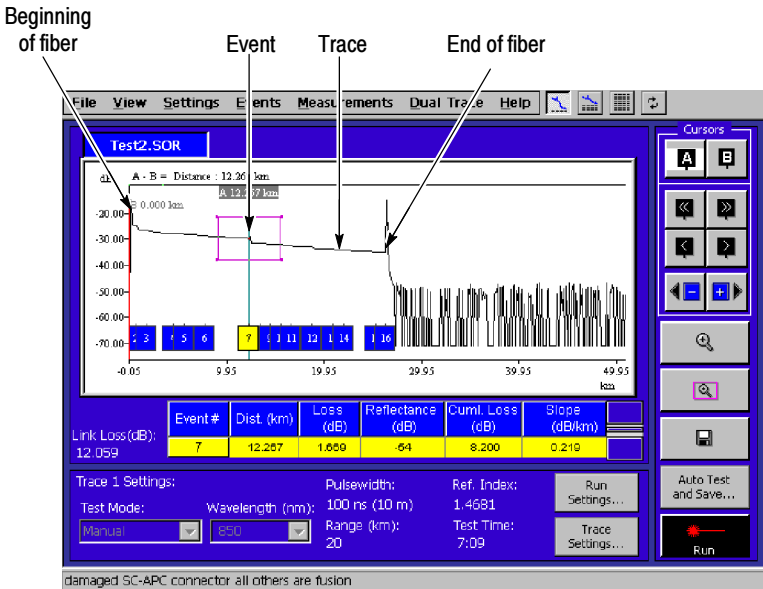 Beginning
of fiber
Event
Trace
End of fiber
File View Settings Events Measurements Dual Trace Help
Test2.SOR
Cursors
A B
A - B = Distance : 12.267 km
A 12.267 km
B 0.000 km
-20.00
-30.00
-40.00
-50.00
-60.00
-70.00
2 3 5 6 7 11 12 14 16
-0.05 9.95 19.95 29.95 39.95 49.95
km
Link Loss(dB):
12.059
Event # Dist. (km) Loss (dB) Reflectance (dB) Cuml. Loss (dB) Slope (dB/km)
7 12.267 1.669 -54 8.200 0.219
Trace 1 Settings:
Test Mode:
Manual
Wavelength (nm):
850
Pulsewidth:
100 ns (10 m)
Range (km):
20
Ref. Index:
1.4681
Test Time:
7:09
Run
Settings...
Trace
Settings...
Auto Test
and Save...
Run
damaged SC-APC connector all others are fusion